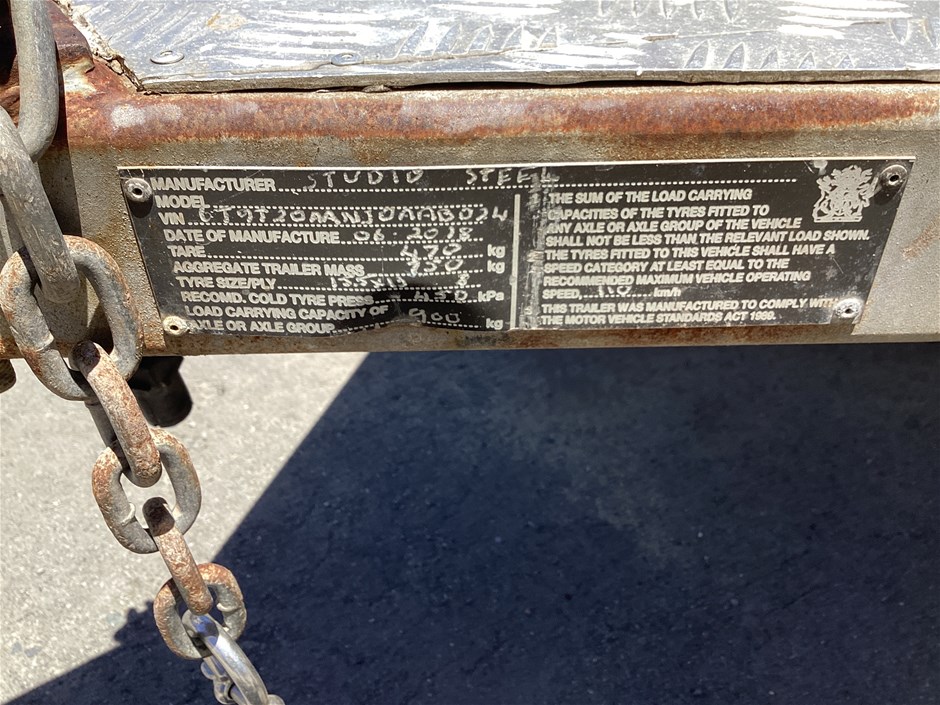 MANUFACTURER STUDIO STEEL
MODEL
VIN 6T9T20AANJ0AAB024
DATE OF MANUFACTURE 06 2018
TARE 470 kg
AGGREGATE TRAILER MASS 950 kg
TYRE SIZE/PLY 8
RECOMD. COLD TYRE PRESS 450 kPa
LOAD CARRYING CAPACITY OF
AXLE OR AXLE GROUP 900 kg
THE SUM OF THE LOAD CARRYING
CAPACITIES OF THE TYRES FITTED TO
ANY AXLE OR AXLE GROUP OF THE VEHICLE
SHALL NOT BE LESS THAN THE RELEVANT LOAD SHOWN.
THE TYRES FITTED TO THIS VEHICLE SHALL HAVE A
SPEED CATEGORY AT LEAST EQUAL TO THE
RECOMMENDED MAXIMUM VEHICLE OPERATING
SPEED, 110 km/h
THIS TRAILER WAS MANUFACTURED TO COMPLY WITH
THE MOTOR VEHICLE STANDARDS ACT 1989.